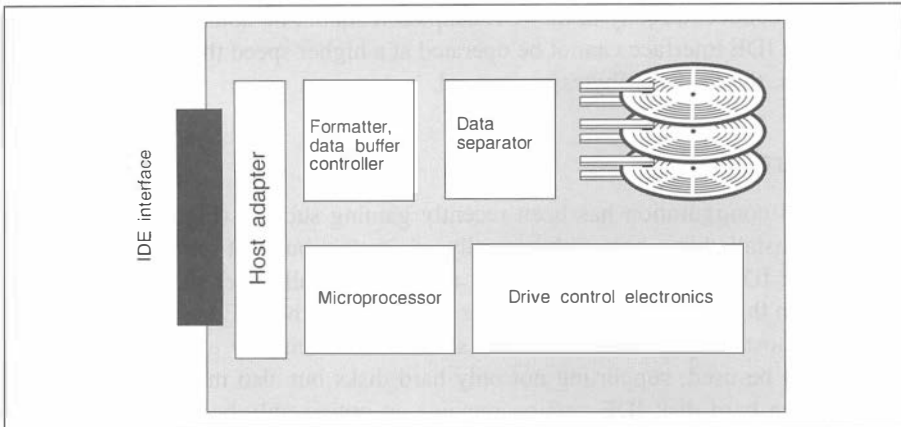 IDE interface
Host adapter
Formatter,
data buffer
controller
Data
separator
Microprocessor
Drive control electronics